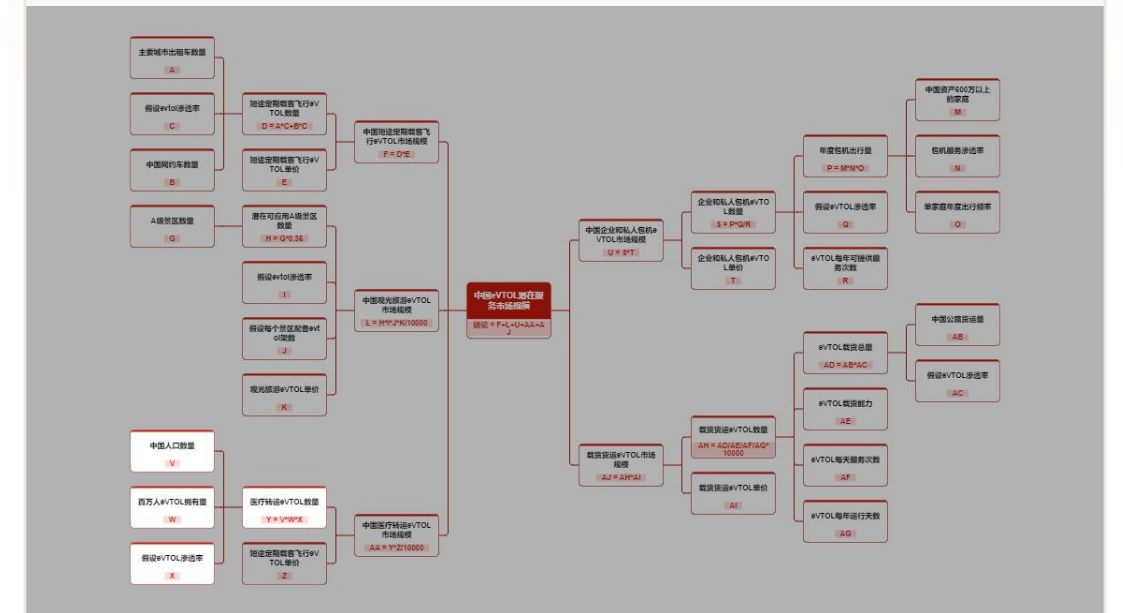 主要城市出租车数量
A
假设evtol渗透率
C
中国网约车数量
B
短途定期载客飞行eV
TOL数量
D = A*C+B*C
短途定期载客飞行eV
TOL单价
E
中国短途定期载客飞
行eVTOL市场规模
F = D*E
A级景区数量
G
潜在可应用A级景区
数量
H = G*0.36
假设evtol渗透率
I
假设每个景区配备evt
ol架数
J
观光旅游eVTOL单价
K
中国观光旅游eVTOL
市场规模
L = H*I*J*K/10000
中国人口数量
V
百万人eVTOL拥有量
W
假设eVTOL渗透率
X
医疗转运eVTOL数量
Y = V*W*X
短途定期载客飞行eV
TOL单价
Z
中国医疗转运eVTOL
市场规模
AA = Y*Z/10000
中国eVTOL潜在服
务市场规模
结论 = F+L+U+AA+A
J
中国企业和私人包机e
VTOL市场规模
U = S*T
企业和私人包机eVTO
L数量
S = P*Q/R
企业和私人包机eVTO
L单价
T
年度包机出行量
P = M*N*O
假设eVTOL渗透率
Q
eVTOL每年可提供服
务次数
R
中国资产600万以上
的家庭
M
包机服务渗透率
N
单家庭年度出行频率
O
载货货运eVTOL市场
规模
AJ = AH*AI
载货货运eVTOL数量
AH = AD/AE/AF/AG*
10000
载货货运eVTOL单价
AI
eVTOL载货总量
AD = AB*AC
eVTOL载货能力
AE
eVTOL每天服务次数
AF
eVTOL每年运行天数
AG
中国公路货运量
AB
假设eVTOL渗透率
AC